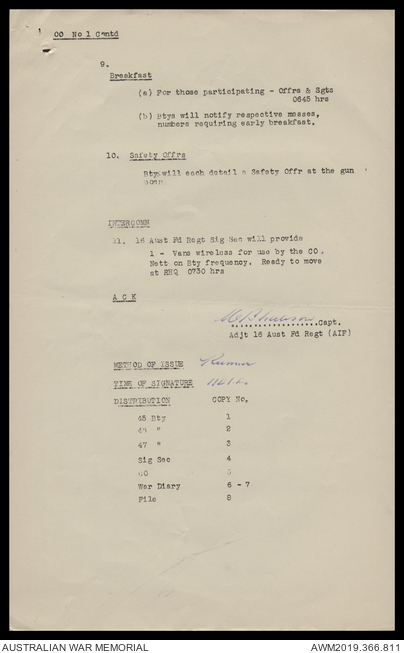 OO No 1 Contd
9.
Breakfast
(a) For those participating - Offrs & Sgts
0645 hrs
(b) Btys will notify respective messes,
numbers requiring early breakfast.
10. Safety Offrs
Btys will each detail a Safety Offr at the gun
INTERCOMN
11. 16 Aust Fd Regt Sig Sec will provide
1 - Vans wireless for use by the CO.
Nett on Bty frequency. Ready to move
at RHQ 0730 hrs
A C K
..................Capt.
Adjt 16 Aust Fd Regt (AIF)
METHOD OF ISSUE Runner
TIME OF SIGNATURE
DISTRIBUTION COPY No.
45 Bty 1
"  2
47 " 3
Sig Sec 4
CO 5
War Diary 6 - 7
File 8
AUSTRALIAN WAR MEMORIAL
AWM2019.366.811